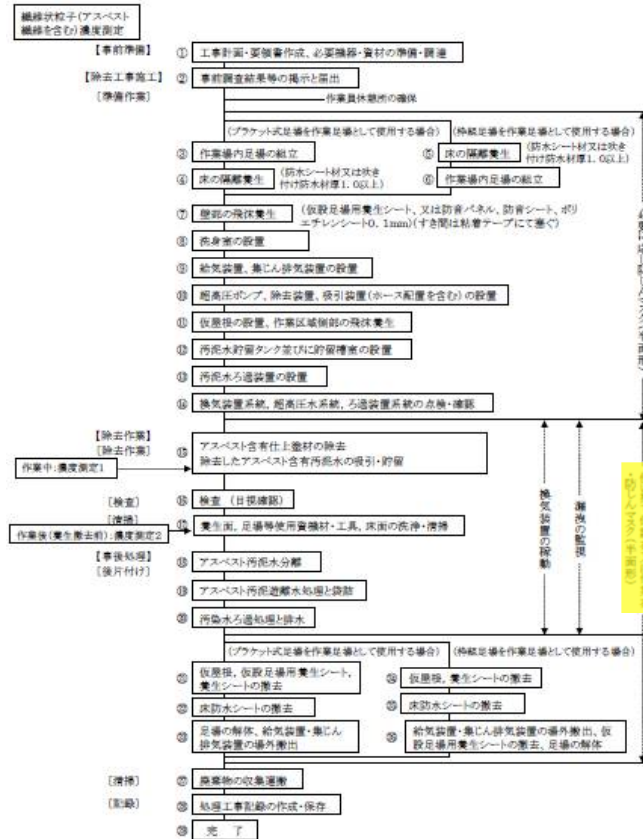 繊維状粒子(アスベスト
繊維を含む)濃度測定
【事前準備】
① 工事計画・要領書作成、必要機器・資材の準備・調達
【除去工事施工】
② 事前調査結果等の掲示と届出
［準備作業］
作業員休憩所の確保
(ブラケット式足場を作業足場として使用する場合)
(枠組足場を作業足場として使用する場合)
③ 作業場内足場の組立
④ 床の隔離養生 (防水シート材又は吹き
付け防水材厚1.0以上)
⑤ 床の隔離養生 (防水シート材又は吹き
付け防水材厚1.0以上)
⑥ 作業場内足場の組立
⑦ 壁部の飛沫養生 (仮設足場用養生シート、又は防音パネル、防音シート、ポリ
エチレンシート0.1mm)(すき間は粘着テープにて塞ぐ)
⑧ 洗身室の設置
⑨ 給気装置、集じん排気装置の設置
⑩ 超高圧ポンプ、除去装置、吸引装置(ホース配置を含む)の設置
⑪ 仮屋根の設置、作業区域側部の飛沫養生
⑫ 汚泥水貯留タンク並びに貯留槽室の設置
⑬ 汚泥水ろ過装置の設置
⑭ 換気装置系統、超高圧水系統、ろ過装置系統の点検・確認
【除去作業】
［除去作業］
⑮ アスベスト含有仕上塗材の除去
除去したアスベスト含有汚泥水の吸引・貯留
作業中:濃度測定1
［検査］
⑯ 検査 (目視確認)
［清掃］
⑰ 養生面、足場等使用資機材・工具、床面の洗浄・清掃
作業後(養生撤去前):濃度測定2
【事後処理】
［後片付け］
⑱ アスベスト汚泥水分離
⑲ アスベスト汚泥遊離水処理と袋詰
⑳ 汚染水ろ過処理と排水
換気装置の稼動
漏洩の監視
・防じんマスク(半面形)
(ブラケット式足場を作業足場として使用する場合)
(枠組足場を作業足場として使用する場合)
㉑ 仮屋根、仮設足場用養生シート、
養生シートの撤去
㉒ 床防水シートの撤去
㉓ 足場の解体、給気装置・集じん
排気装置の場外搬出
㉔ 仮屋根、養生シートの撤去
㉕ 床防水シートの撤去
㉖ 給気装置・集じん排気装置の場外搬出、仮
設足場用養生シートの撤去、足場の解体
［清掃］
㉗ 廃棄物の収集運搬
［記録］
㉘ 処理工事記録の作成・保存
㉙ 完 了